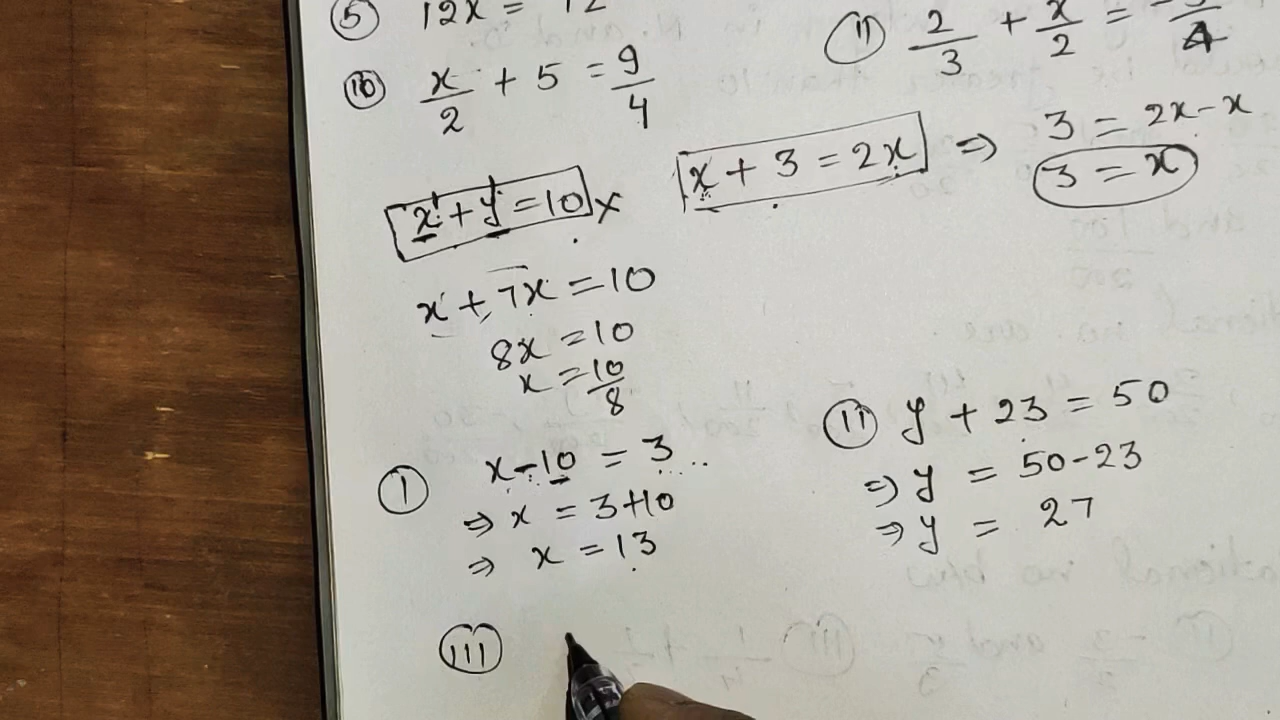 ⑤ 12x =
⑪ 2/3 + x/2 =
⑩ x/2 + 5 = 9/4
x + 3 = 2x ⇒ 3 = 2x - x
3 = x
x + y = 10 ×
x + 7x = 10
8x = 10
x = 10/8
Ⓘ x - 10 = 3
⇒ x = 3+10
⇒ x = 13
(II) y + 23 = 50
⇒ y = 50-23
⇒ y = 27
(III)